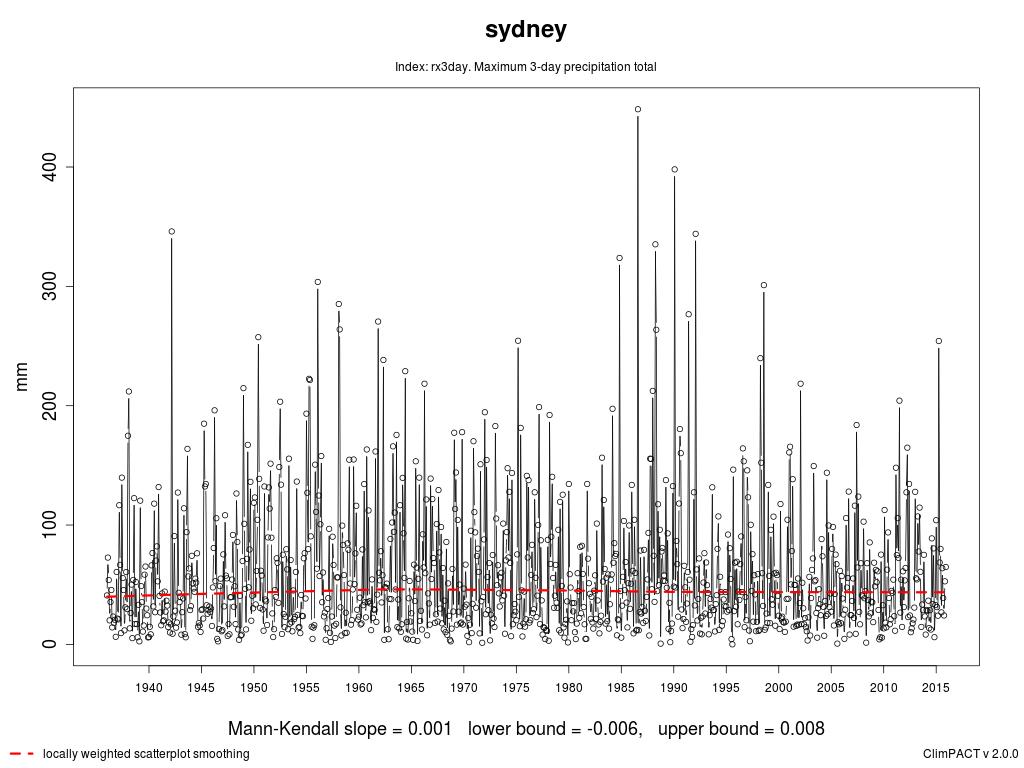 sydney
Index: rx3day. Maximum 3-day precipitation total
400
300
200
100
0
mm
1940 1945 1950 1955 1960 1965 1970 1975 1980 1985 1990 1995 2000 2005 2010 2015
Mann-Kendall slope = 0.001 lower bound = -0.006, upper bound = 0.008
locally weighted scatterplot smoothing
ClimPACT v 2.0.0